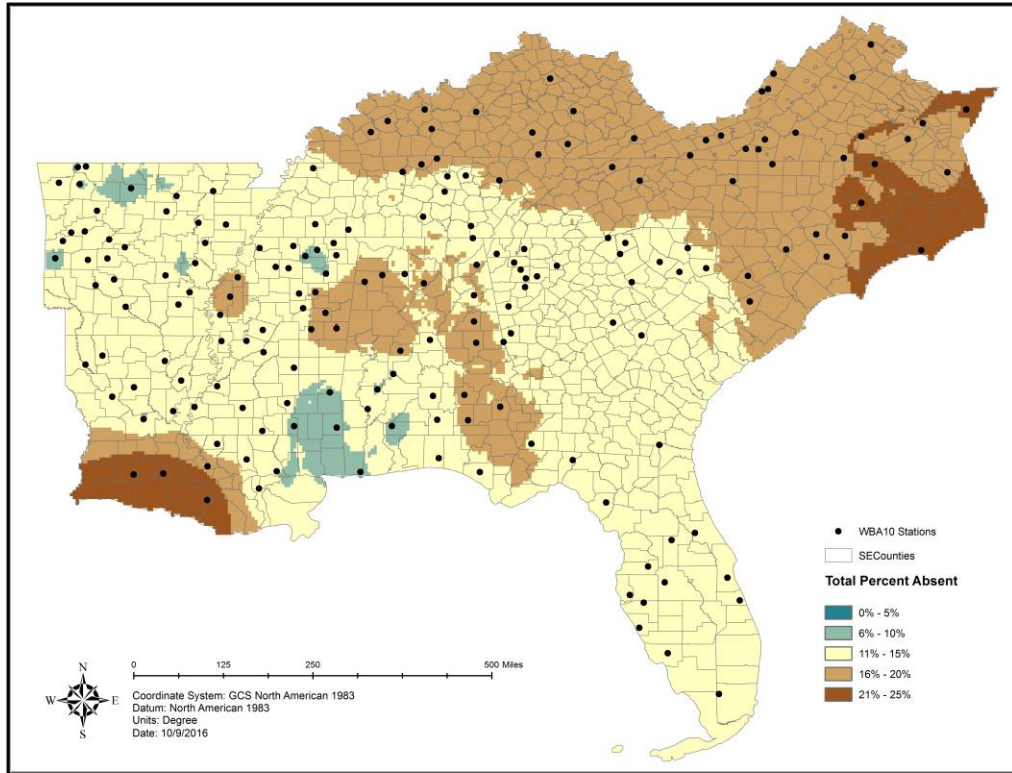 WBA10 Stations
SECounties
Total Percent Absent
0% - 5%
6% - 10%
11% - 15%
16% - 20%
21% - 25%
N
W E
S
0 125 250 500 Miles
Coordinate System: GCS North American 1983
Datum: North American 1983
Units: Degree
Date: 10/9/2016